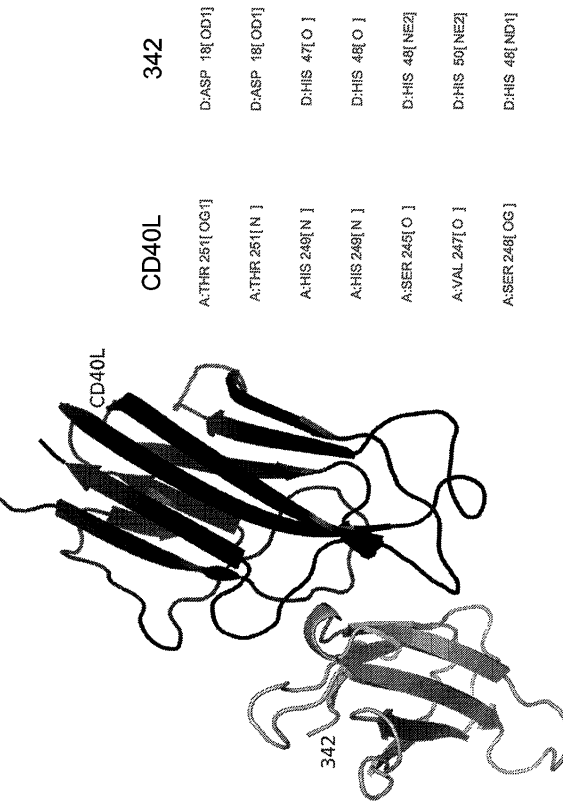 CD40L 342
A:THR 251[ OG1] D:ASP 18[ OD1]
A:THR 251[ N ] D:ASP 18[ OD1]
A:HIS 249[ N ] D:HIS 47[ O ]
A:HIS 249[ N ] D:HIS 48[ O ]
A:SER 245[ O ] D:HIS 48[ NE2]
A:VAL 247[ O ] D:HIS 50[ NE2]
A:SER 248[ OG ] D:HIS 48[ ND1]
CD40L
342